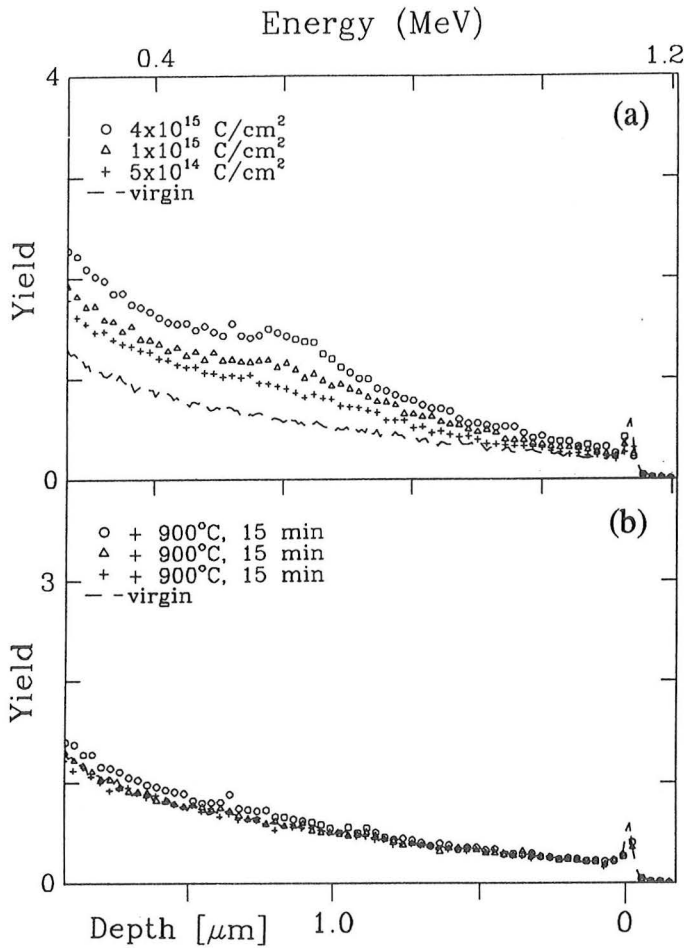 Energy (MeV)
0.4 1.2
4
(a)
○ 4x10¹⁵ C/cm²
△ 1x10¹⁵ C/cm²
+ 5x10¹⁴ C/cm²
— – virgin
Yield
0
(b)
○ + 900°C, 15 min
△ + 900°C, 15 min
+ + 900°C, 15 min
— – virgin
3
Yield
0
Depth [μm] 1.0 0